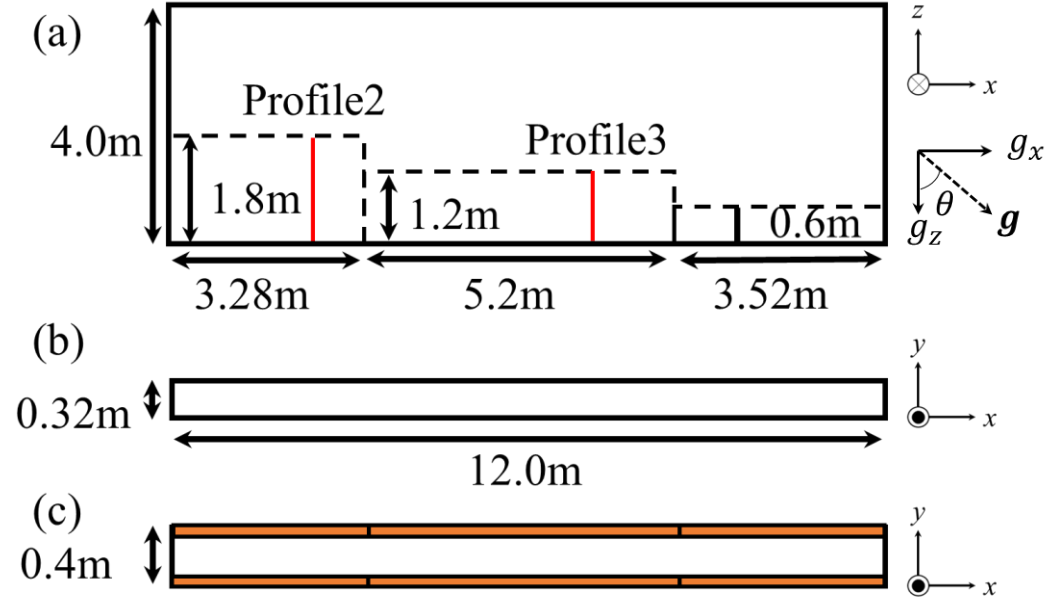 (a)
z
x
Profile2
4.0m
Profile3
g_x
1.8m
1.2m
0.6m
θ
g_z
g
3.28m
5.2m
3.52m
(b)
y
0.32m
x
12.0m
(c)
y
0.4m
x